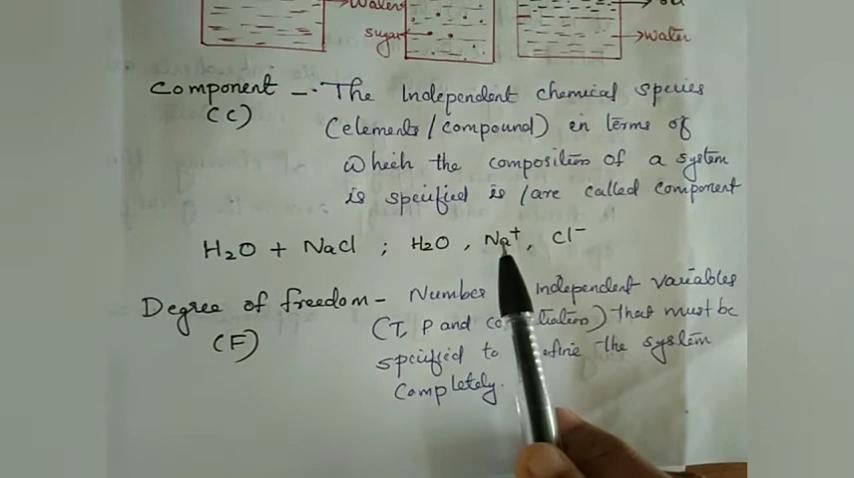 Water
sugar
water
Component - . The Independent chemical species
(C) (elements/compound) in terms of
which the composition of a system
is specified is/are called component
H₂O + NaCl ; H₂O , Na⁺, Cl⁻
Degree of freedom - Number Independent variables
(T, P and that must be
(F) specified to the system
completely.